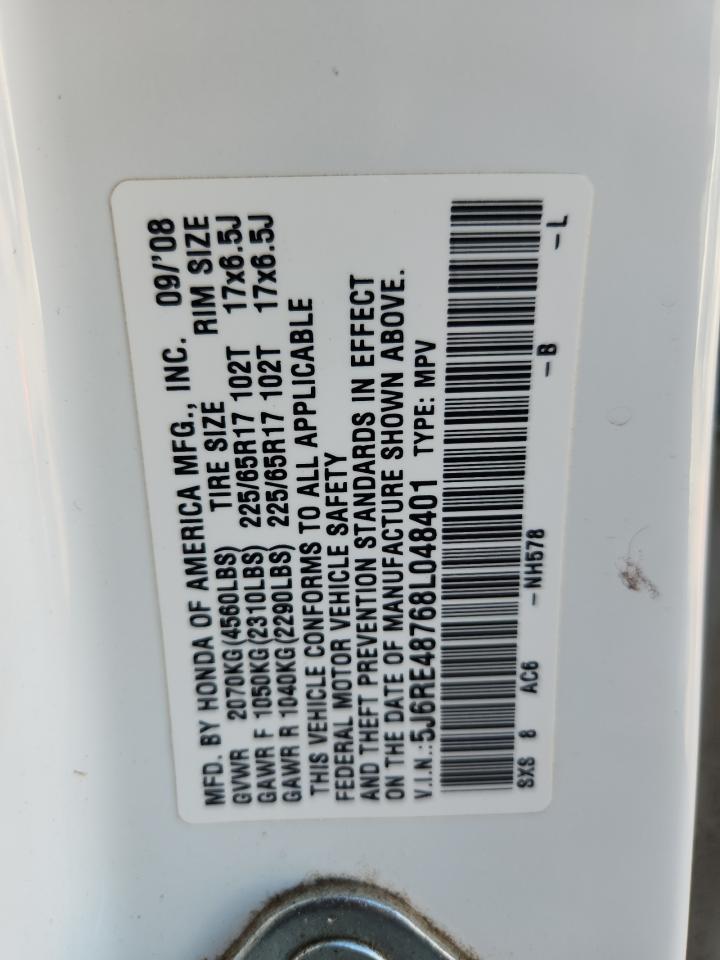 MFD. BY HONDA OF AMERICA MFG., INC. 09/'08
GVWR 2070KG(4560LBS) TIRE SIZE RIM SIZE
GAWR F 1050KG(2310LBS) 225/65R17 102T 17x6.5J
GAWR R 1040KG(2290LBS) 225/65R17 102T 17x6.5J
THIS VEHICLE CONFORMS TO ALL APPLICABLE
FEDERAL MOTOR VEHICLE SAFETY
AND THEFT PREVENTION STANDARDS IN EFFECT
ON THE DATE OF MANUFACTURE SHOWN ABOVE.
V.I.N.:5J6RE48768L048401 TYPE: MPV
SXS 8 AC6 -NH578 -B -L